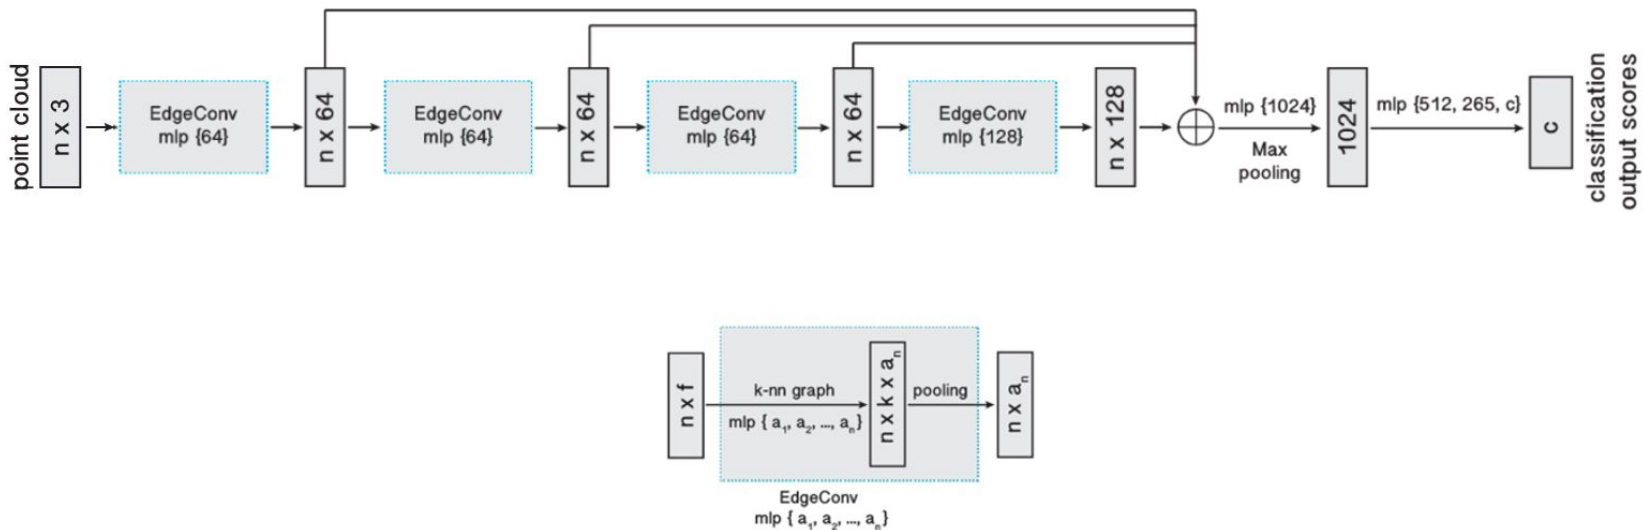 point cloud
n x 3
EdgeConv
mlp {64}
n x 64
EdgeConv
mlp {64}
n x 64
EdgeConv
mlp {64}
n x 64
EdgeConv
mlp {128}
n x 128
mlp {1024}
Max
pooling
1024
mlp {512, 265, c}
c
classification
output scores
n x f
k-nn graph
mlp { a₁, a₂, ..., aₙ}
n x k x aₙ
pooling
n x aₙ
EdgeConv
mlp { a₁, a₂, ..., aₙ}